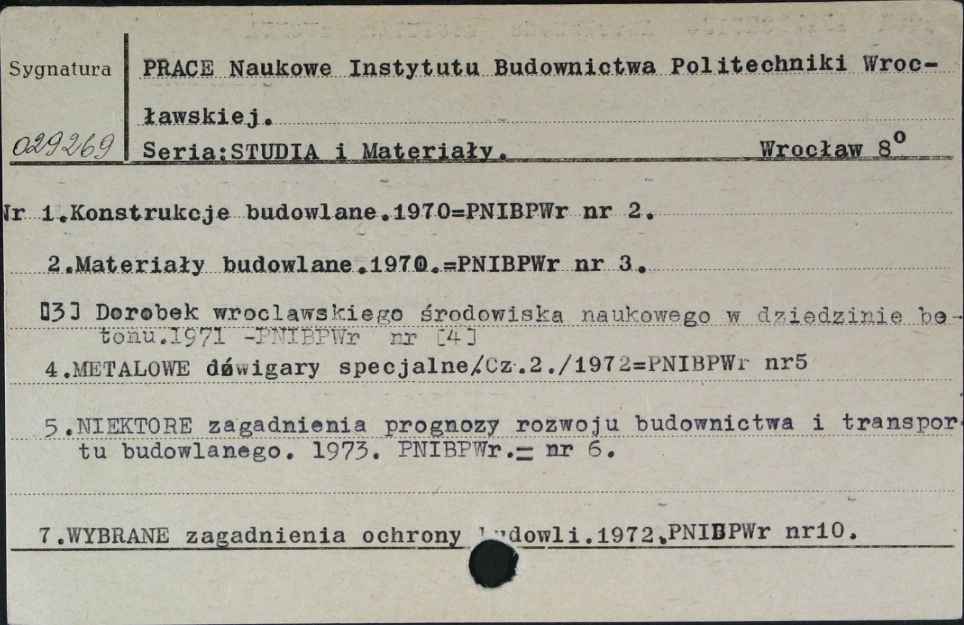 Sygnatura
PRACE Naukowe Instytutu Budownictwa Politechniki Wroc-
ławskiej.
029269
Seria:STUDIA i Materiały. Wrocław 8°
Nr 1.Konstrukcje budowlane.1970=PNIBPWr nr 2.
2.Materiały budowlane.1970.=PNIBPWr nr 3.
[3] Dorobek wroclawskiego środowiska naukowego w dziedzinie be-
tonu.1971 -PNIBPWr nr [4]
4.METALOWE dźwigary specjalne/Cz.2./1972=PNIBPWr nr5
5.NIEKTORE zagadnienia prognozy rozwoju budownictwa i transpor-
tu budowlanego. 1973. PNIBPWr.= nr 6.
7.WYBRANE zagadnienia ochrony budowli.1972.PNIBPWr nr10.